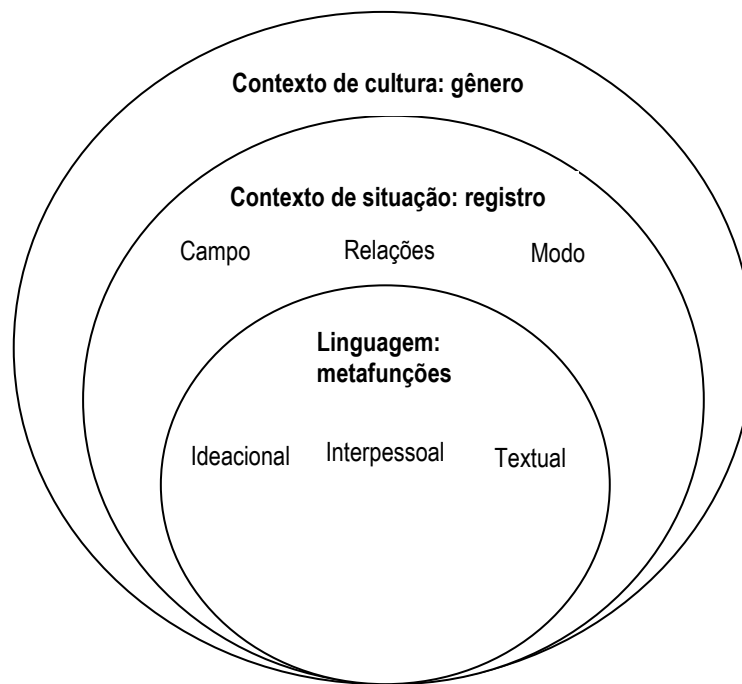 Contexto de cultura: gênero
Contexto de situação: registro
Campo Relações Modo
Linguagem:
metafunções
Ideacional Interpessoal Textual